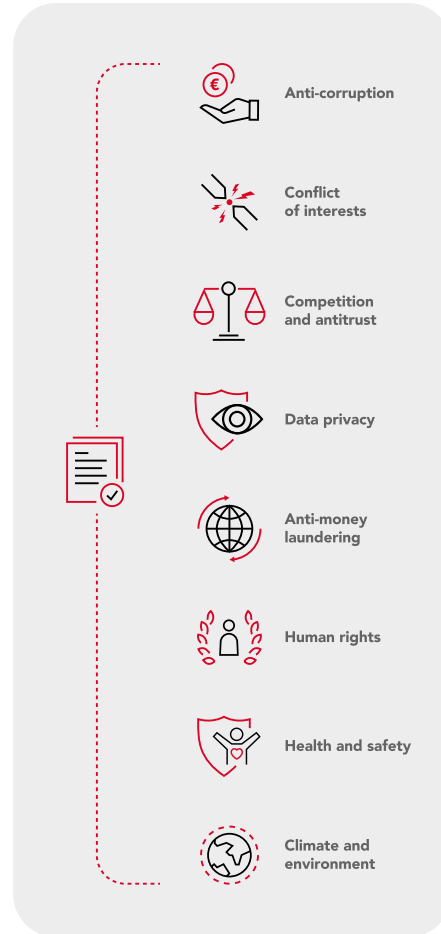 €
Anti-corruption
Conflict
of interests
Competition
and antitrust
Data privacy
Anti-money
laundering
Human rights
Health and safety
Climate and
environment